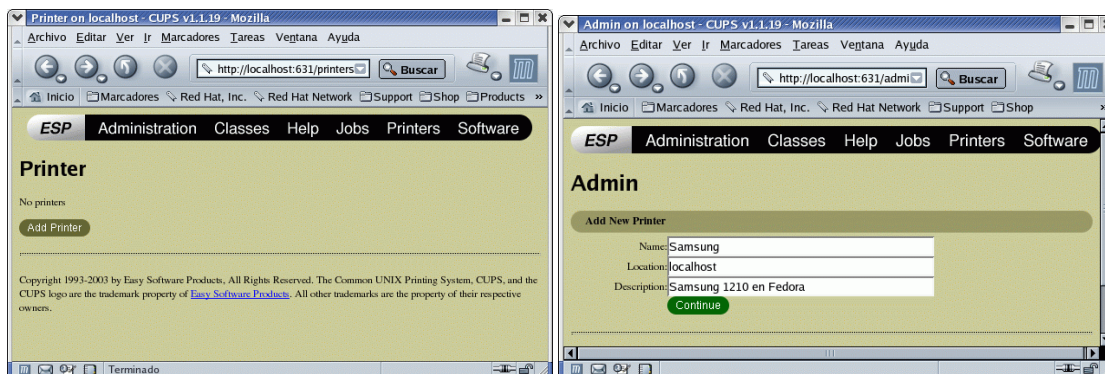 Printer on localhost - CUPS v1.1.19 - Mozilla
Archivo Editar Ver Ir Marcadores Tareas Ventana Ayuda
http://localhost:631/printers
Buscar
Inicio Marcadores Red Hat, Inc. Red Hat Network Support Shop Products »
ESP Administration Classes Help Jobs Printers Software
Printer
No printers
Add Printer
Copyright 1993-2003 by Easy Software Products, All Rights Reserved. The Common UNIX Printing System, CUPS, and the
CUPS logo are the trademark property of Easy Software Products. All other trademarks are the property of their respective
owners.
Terminado
Admin on localhost - CUPS v1.1.19 - Mozilla
Archivo Editar Ver Ir Marcadores Tareas Ventana Ayuda
http://localhost:631/admi
Buscar
Inicio Marcadores Red Hat, Inc. Red Hat Network Support Shop »
ESP Administration Classes Help Jobs Printers Software
Admin
Add New Printer
Name: Samsung
Location: localhost
Description: Samsung 1210 en Fedora
Continue